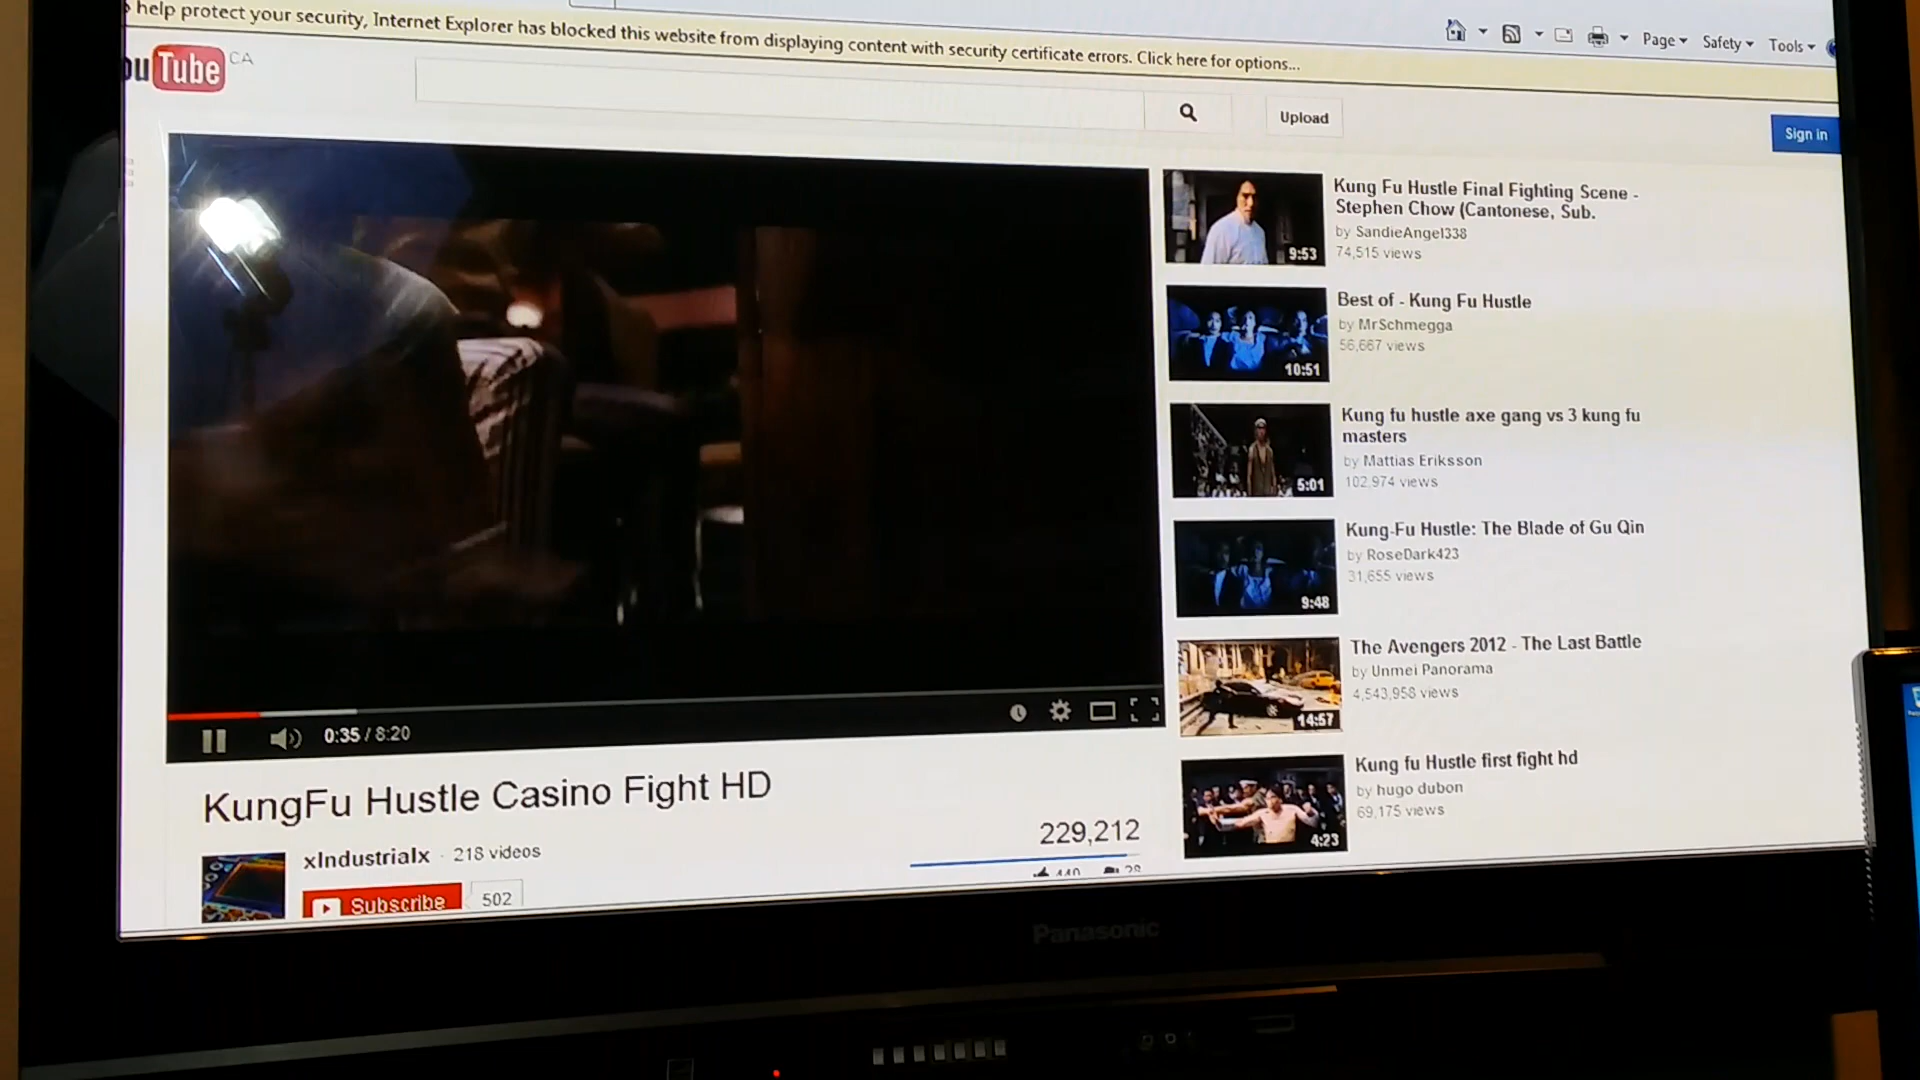 help protect your security, Internet Explorer has blocked this website from displaying content with security certificate errors. Click here for options...
Page Safety Tools
ouTube CA
Upload
Sign in
Kung Fu Hustle Final Fighting Scene -
Stephen Chow (Cantonese, Sub.
by SandieAngel338
74,515 views
9:53
Best of - Kung Fu Hustle
by MrSchmegga
56,667 views
10:51
Kung fu hustle axe gang vs 3 kung fu
masters
by Mattias Eriksson
102,974 views
5:01
Kung-Fu Hustle: The Blade of Gu Qin
by RoseDark423
31,655 views
9:48
The Avengers 2012 - The Last Battle
by Unmei Panorama
4,543,958 views
14:57
Kung fu Hustle first fight hd
by hugo dubon
69,175 views
4:23
0:35 / 8:20
KungFu Hustle Casino Fight HD
229,212
xIndustrialx · 218 videos
Subscribe 502
Panasonic